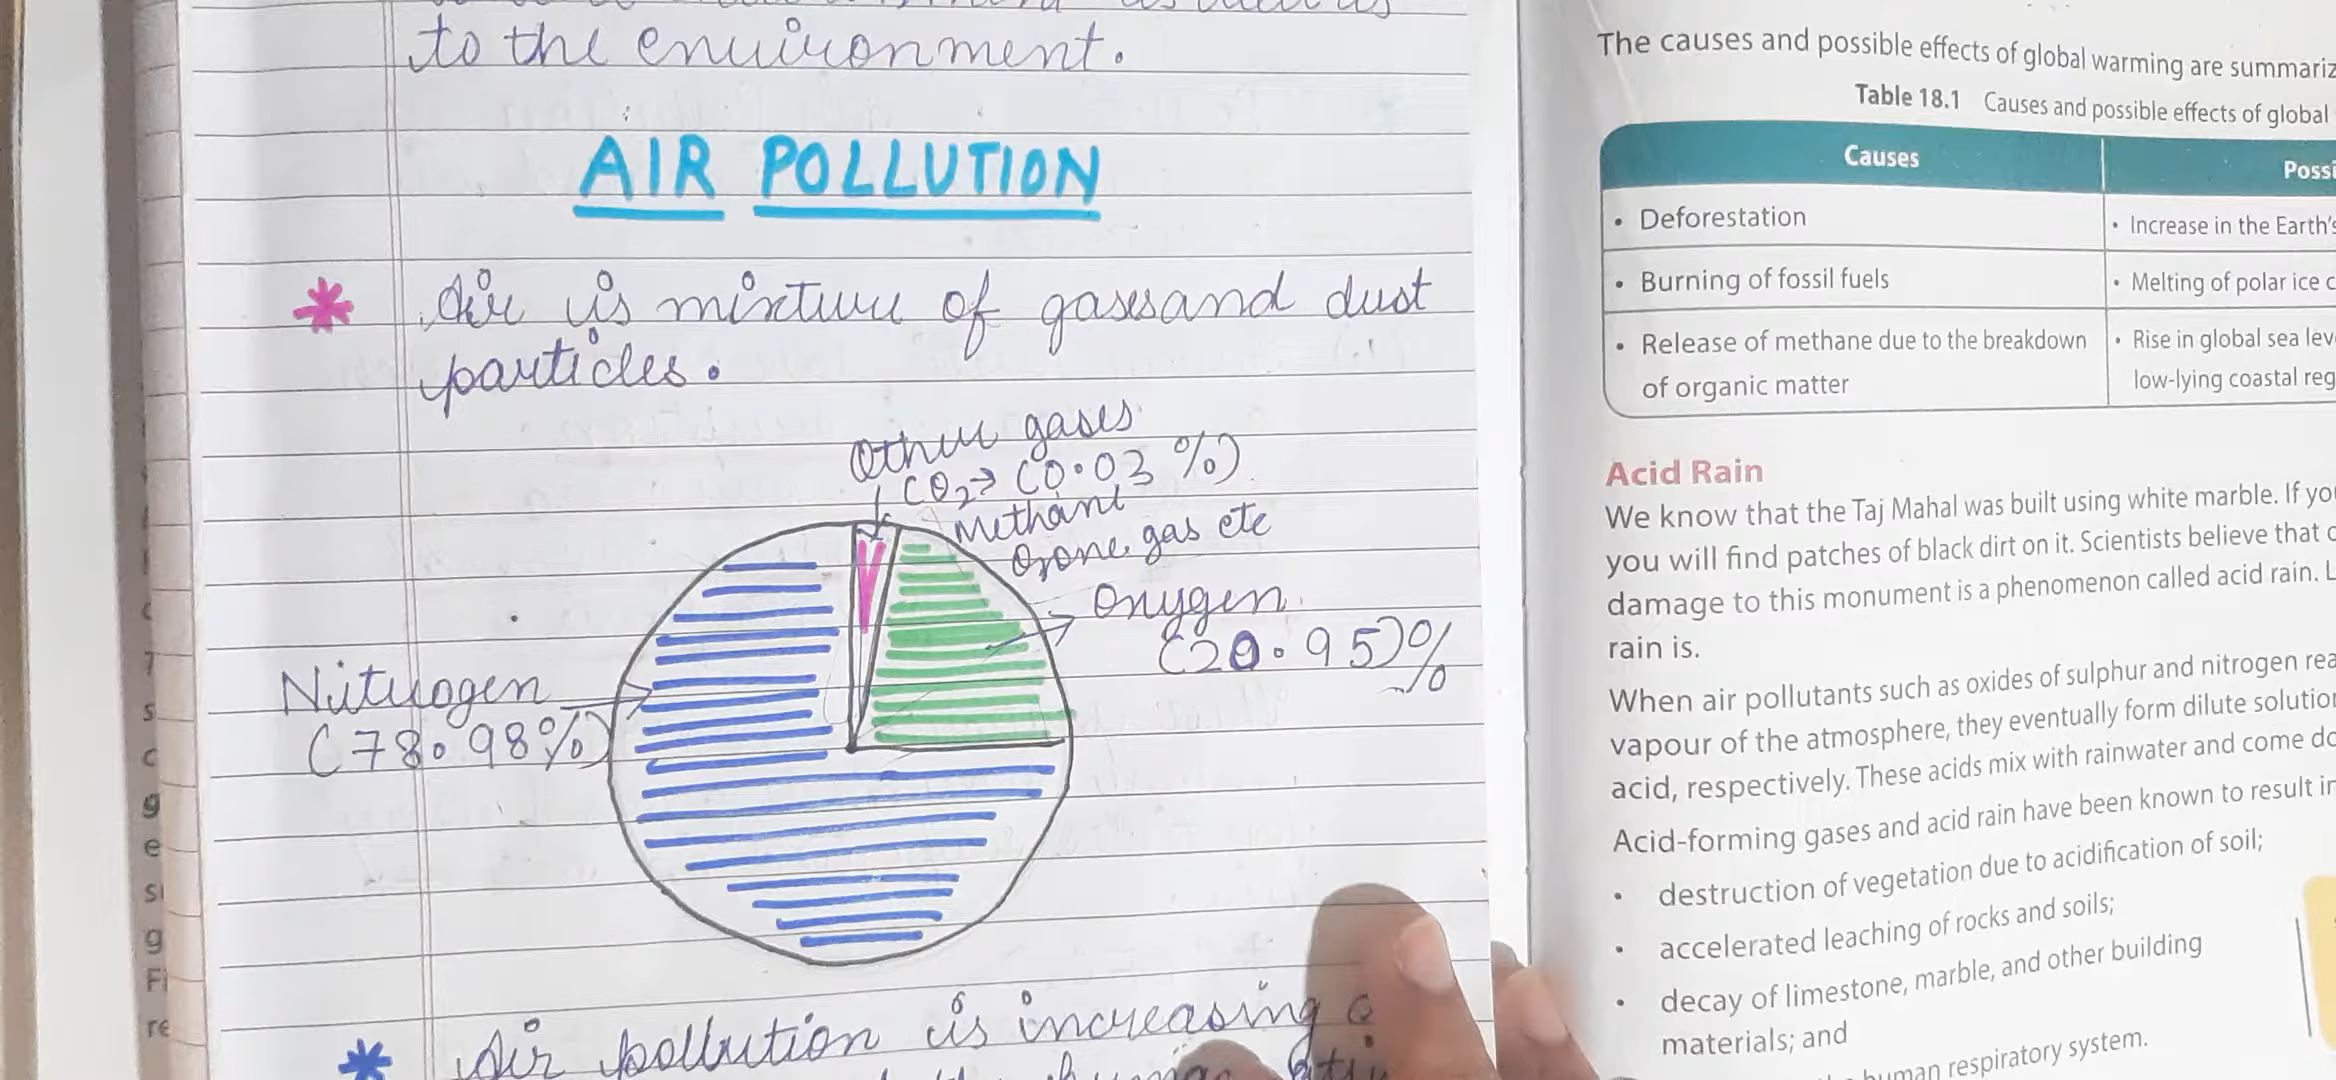 to the environment.
AIR POLLUTION
* Air is mixture of gases and dust
particles.
Other gases
CO2→ (0.03 %)
Methane
Ozone gas etc
Oxygen
(20.95)%
Nitrogen
(78.98%)
* Air pollution is increasing
The causes and possible effects of global warming are summariz
Table 18.1 Causes and possible effects of global
Causes
Possi
• Deforestation
• Increase in the Earth's
• Burning of fossil fuels
• Melting of polar ice c
• Release of methane due to the breakdown
of organic matter
• Rise in global sea lev
low-lying coastal reg
Acid Rain
We know that the Taj Mahal was built using white marble. If you
you will find patches of black dirt on it. Scientists believe that
damage to this monument is a phenomenon called acid rain. L
rain is.
When air pollutants such as oxides of sulphur and nitrogen rea
vapour of the atmosphere, they eventually form dilute solution
acid, respectively. These acids mix with rainwater and come do
Acid-forming gases and acid rain have been known to result in
• destruction of vegetation due to acidification of soil;
• accelerated leaching of rocks and soils;
• decay of limestone, marble, and other building
materials; and
human respiratory system.
7
s
c
g
e
si
g
Fi
re